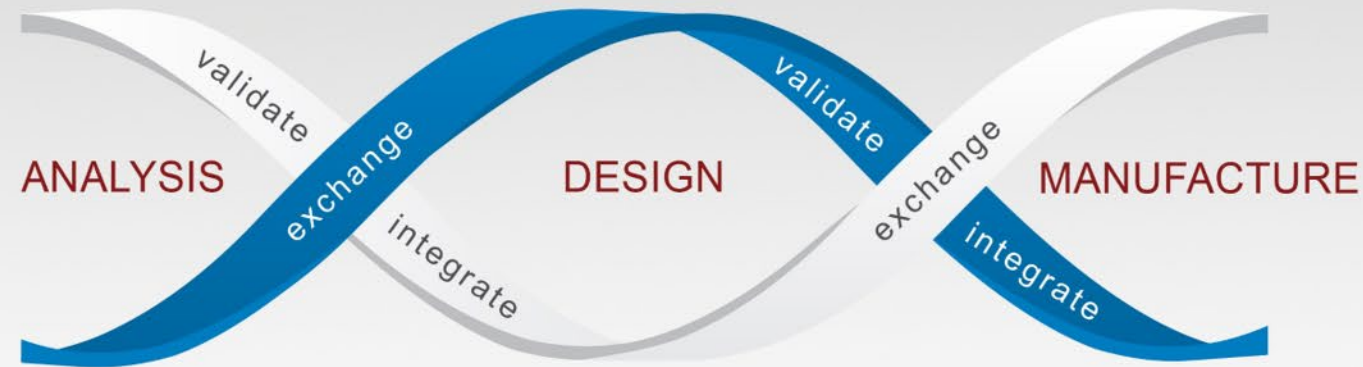 validate
exchange
integrate
ANALYSIS
DESIGN
validate
exchange
integrate
MANUFACTURE